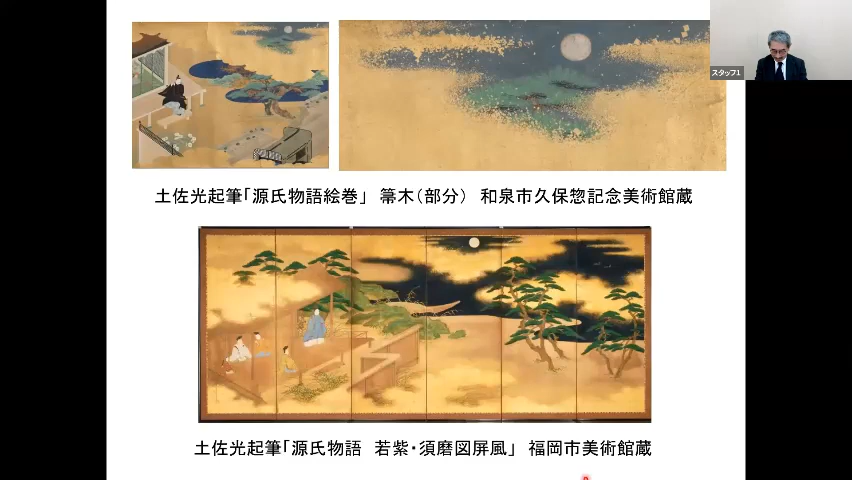 スタッフ1
土佐光起筆「源氏物語絵巻」　箒木（部分）　和泉市久保惣記念美術館蔵
土佐光起筆「源氏物語　若紫・須磨図屏風」　福岡市美術館蔵